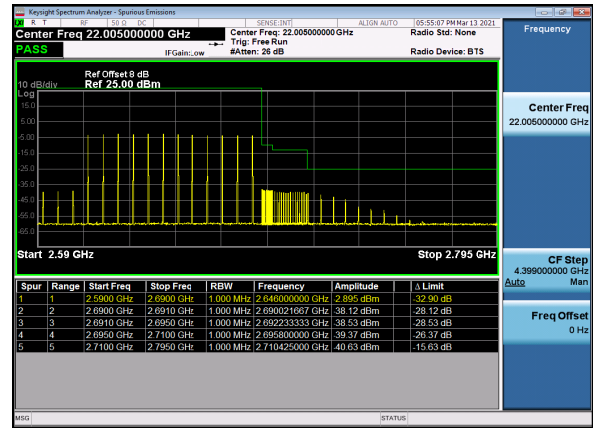 Keysight Spectrum Analyzer - Spurious Emissions
LXI R T RF 50 Ω DC SENSE:INT ALIGN AUTO 05:55:07 PM Mar 13 2021
Center Freq 22.005000000 GHz Center Freq: 22.005000000 GHz Radio Std: None Frequency
PASS Trig: Free Run
IFGain:Low #Atten: 26 dB Radio Device: BTS
Ref Offset 8 dB
10 dB/div Ref 25.00 dBm
Log
15.0
5.00
-5.00
-15.0
-25.0
-35.0
-45.0
-55.0
-65.0
Start 2.59 GHz Stop 2.795 GHz
Spur Range Start Freq Stop Freq RBW Frequency Amplitude Δ Limit
1 1 2.5900 GHz 2.6900 GHz 1.000 MHz 2.646000000 GHz -2.895 dBm -32.90 dB
2 2 2.6900 GHz 2.6910 GHz 1.000 MHz 2.690021667 GHz -38.12 dBm -28.12 dB
3 3 2.6910 GHz 2.6950 GHz 1.000 MHz 2.692233333 GHz -38.53 dBm -28.53 dB
4 4 2.6950 GHz 2.7100 GHz 1.000 MHz 2.695800000 GHz -39.37 dBm -26.37 dB
5 5 2.7100 GHz 2.7950 GHz 1.000 MHz 2.710425000 GHz -40.63 dBm -15.63 dB
Center Freq
22.005000000 GHz
CF Step
4.399000000 GHz
Auto Man
Freq Offset
0 Hz
MSG STATUS